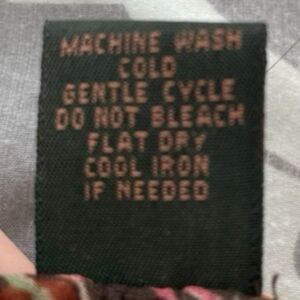 MACHINE WASH
COLD
GENTLE CYCLE
DO NOT BLEACH
FLAT DRY
COOL IRON
IF NEEDED